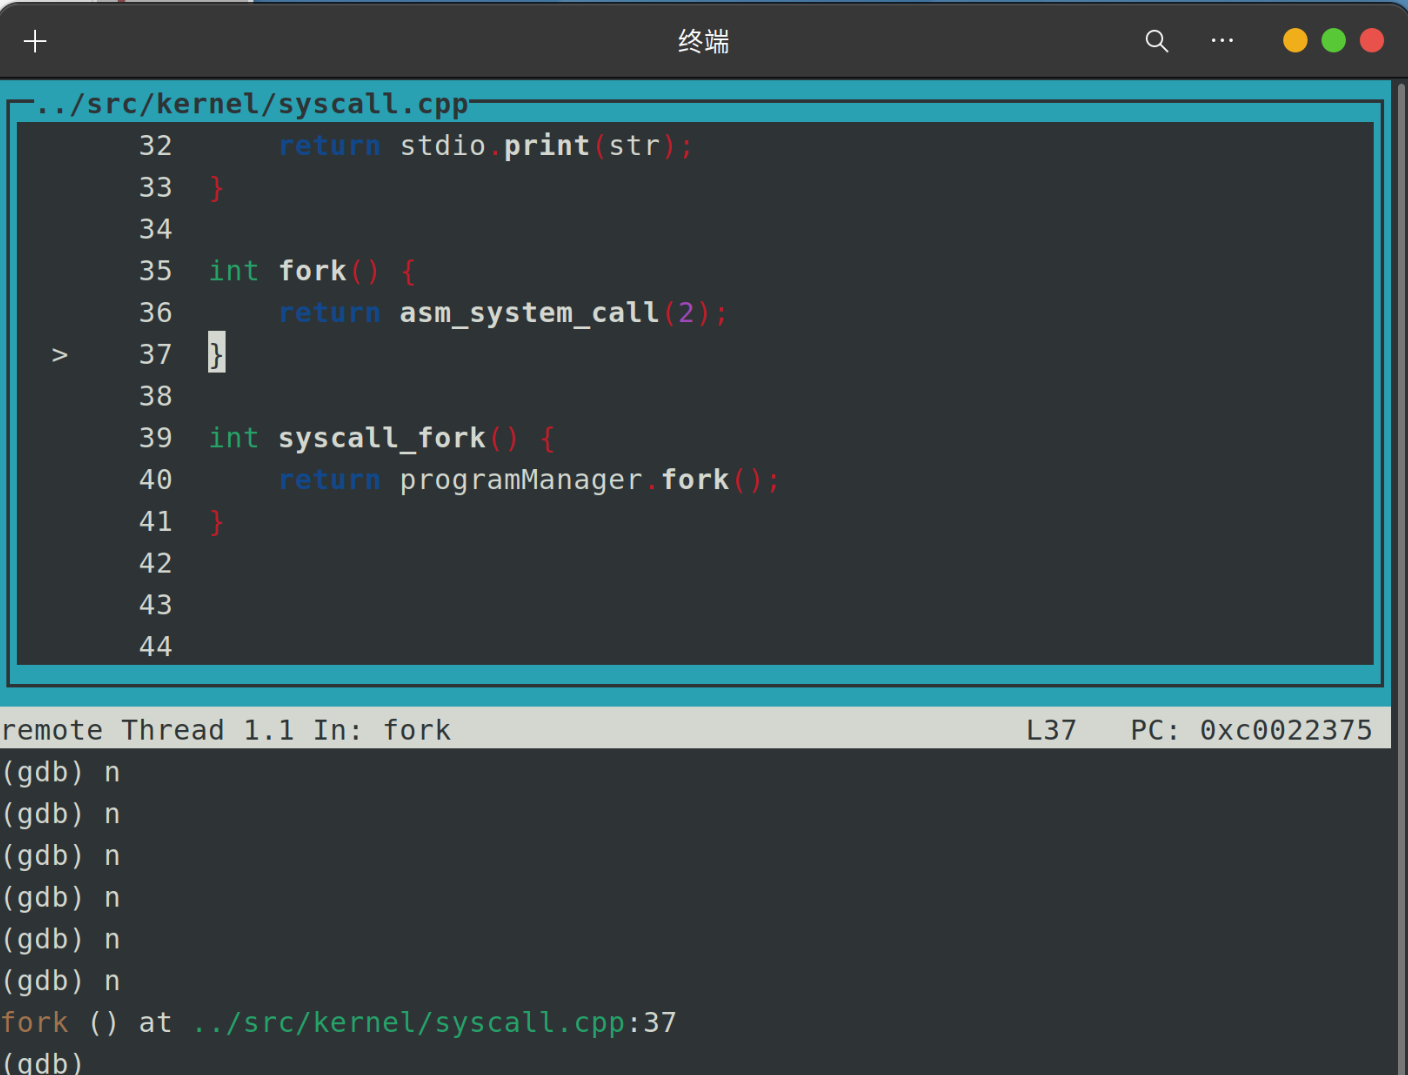 终端
../src/kernel/syscall.cpp
32 return stdio.print(str);
33 }
34
35 int fork() {
36 return asm_system_call(2);
> 37 }
38
39 int syscall_fork() {
40 return programManager.fork();
41 }
42
43
44
remote Thread 1.1 In: fork L37 PC: 0xc0022375
(gdb) n
(gdb) n
(gdb) n
(gdb) n
(gdb) n
(gdb) n
fork () at ../src/kernel/syscall.cpp:37
(gdb)